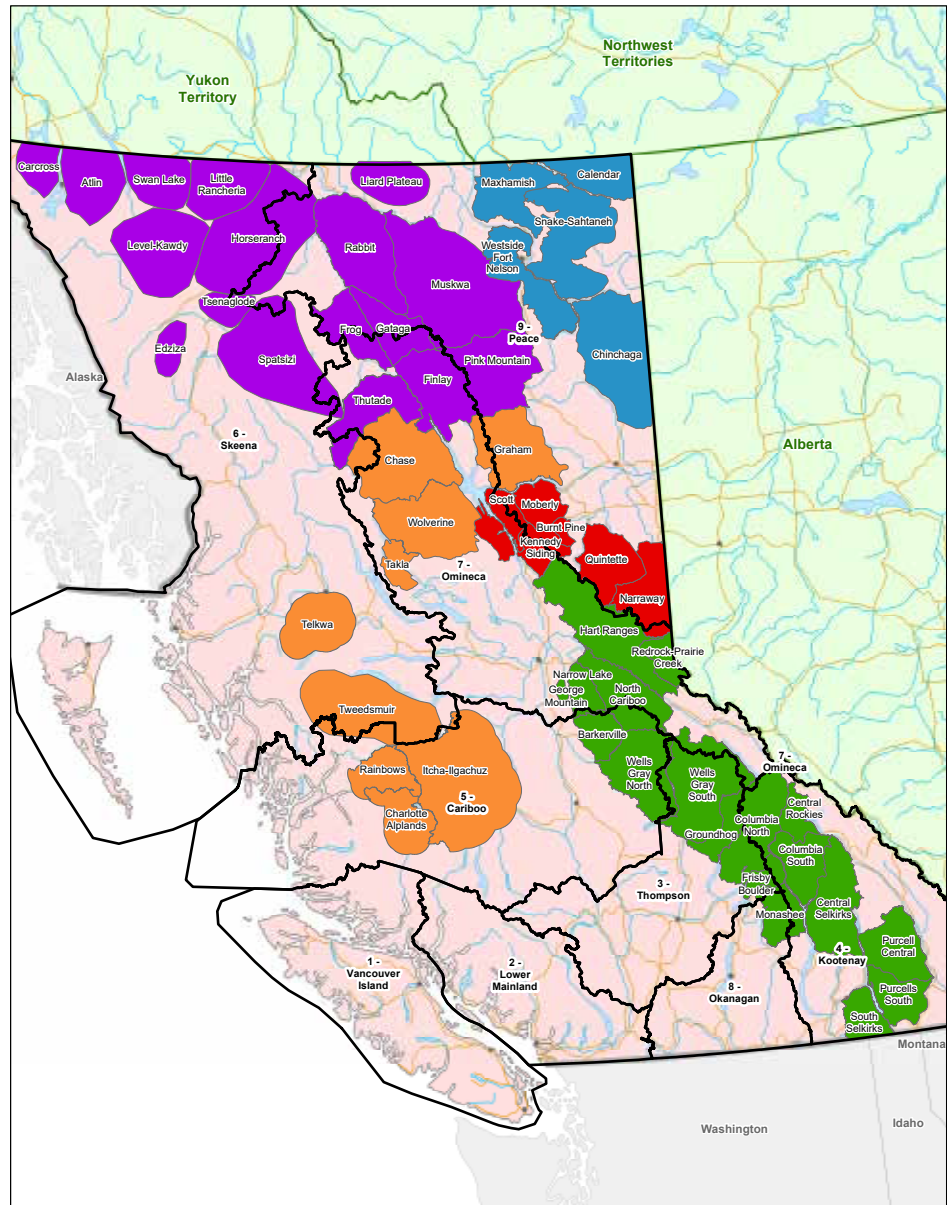 Northwest
Territories
Yukon
Territory
Carcross
Atlin
Swan Lake
Little
Rancheria
Liard Plateau
Maxhamish
Calendar
Snake-Sahtaneh
Level-Kawdy
Horseranch
Rabbit
Westside
Fort
Nelson
Muskwa
Tsenaglode
Edziza
Spatsizi
Frog
Gataga
9 -
Peace
Pink Mountain
Chinchaga
Finlay
Thutade
Alaska
6 -
Skeena
Alberta
Chase
Graham
Wolverine
Scott
Moberly
Burnt Pine
Kennedy
Siding
Quintette
Takla
7 -
Omineca
Narraway
Telkwa
Hart Ranges
Redrock-Prairie
Creek
Narrow Lake
George
Mountain
North
Cariboo
Tweedsmuir
Barkerville
Rainbows
Itcha-Ilgachuz
5 -
Cariboo
Charlotte
Alplands
Wells
Gray
North
Wells
Gray
South
7 -
Omineca
Central
Rockies
Columbia
North
Groundhog
Columbia
South
3 -
Thompson
Frisby
Boulder
Monashee
Central
Selkirks
4 -
Kootenay
Purcell
Central
Purcells
South
South
Selkirks
1 -
Vancouver
Island
2 -
Lower
Mainland
8 -
Okanagan
Montana
Washington
Idaho